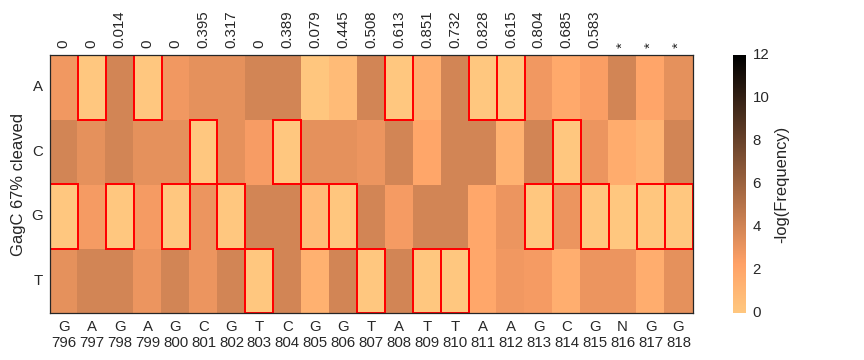 0 0 0.014 0 0 0.395 0.317 0 0.389 0.079 0.445 0.508 0.613 0.851 0.732 0.828 0.615 0.804 0.685 0.583 * * *
GagC 67% cleaved
A
C
G
T
G A G A G C G T C G G T A T T A A G C G N G G
796 797 798 799 800 801 802 803 804 805 806 807 808 809 810 811 812 813 814 815 816 817 818
12
10
8
6
4
2
0
-log(Frequency)